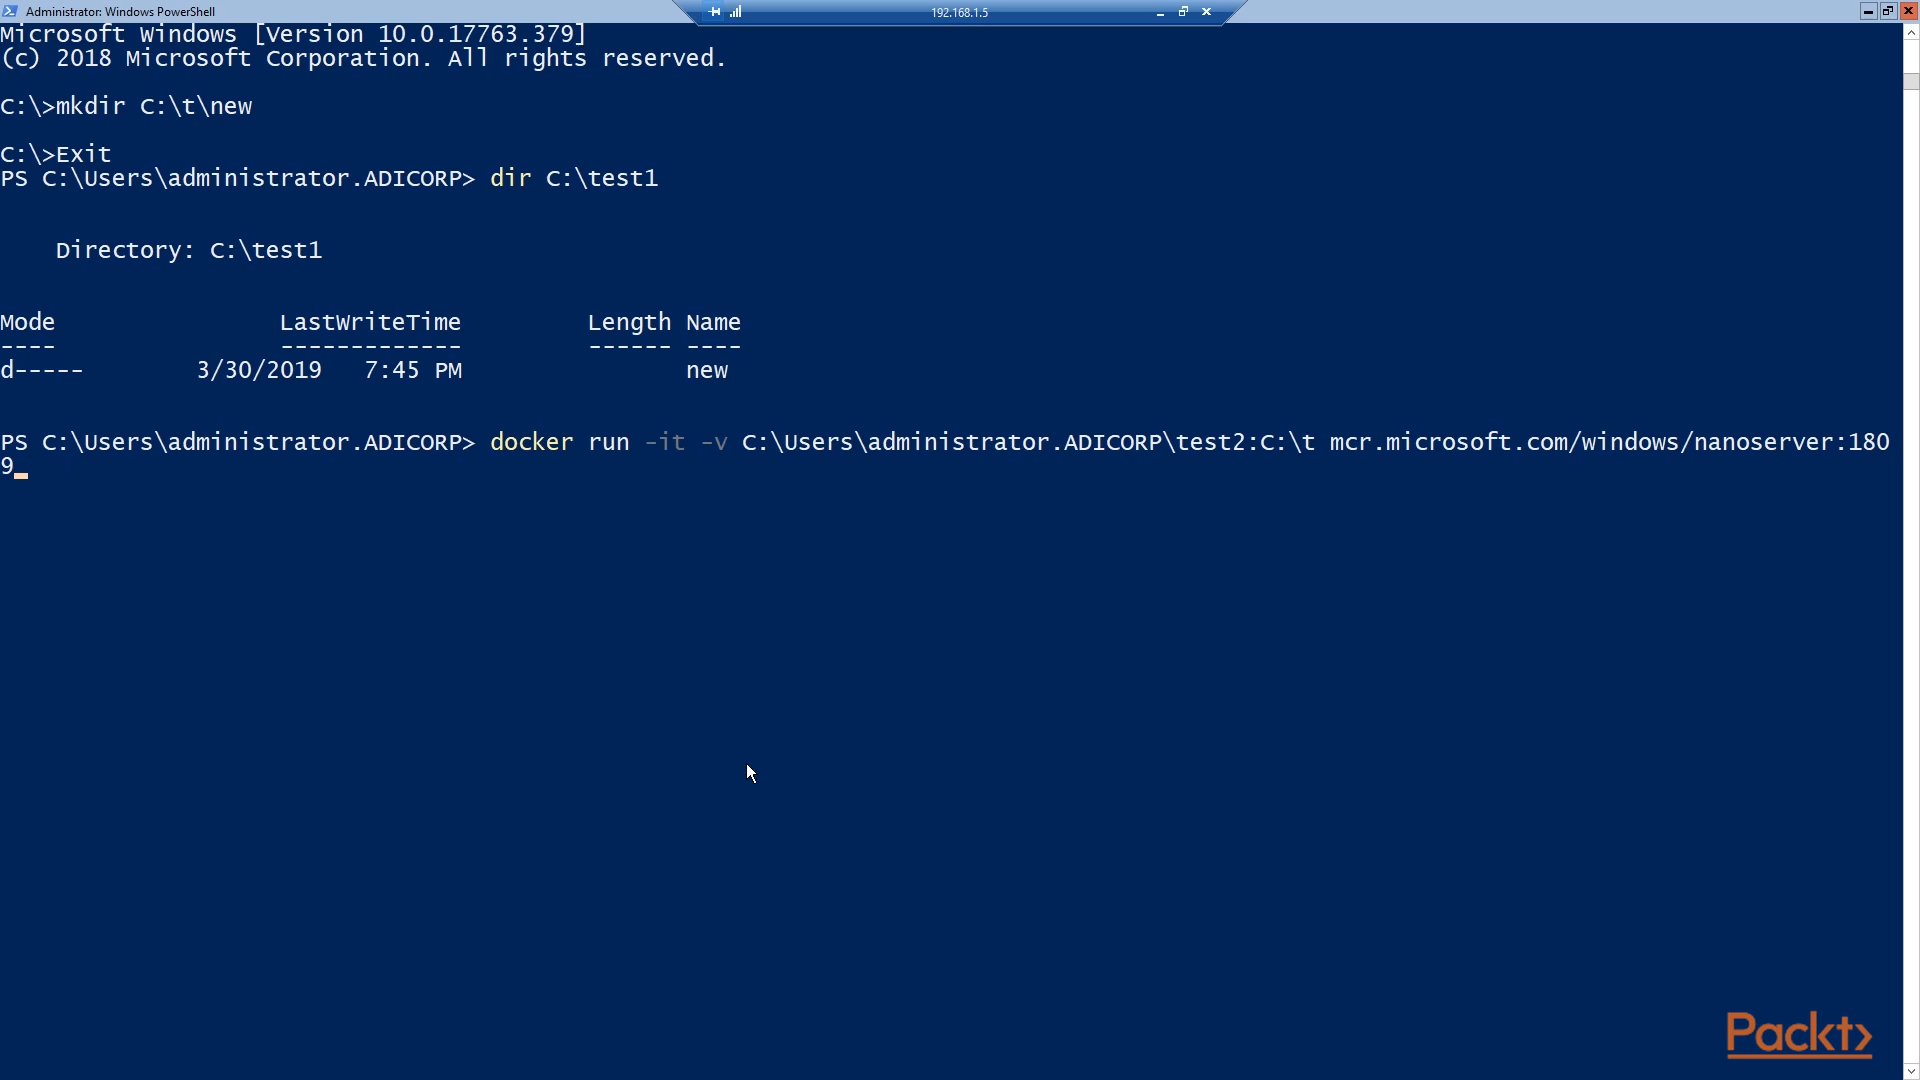 Administrator: Windows PowerShell
192.168.1.5
Microsoft Windows [Version 10.0.17763.379]
(c) 2018 Microsoft Corporation. All rights reserved.
C:\>mkdir C:\t\new
C:\>Exit
PS C:\Users\administrator.ADICORP> dir C:\test1
Directory: C:\test1
Mode LastWriteTime Length Name
---- ------------- ------ ----
d----- 3/30/2019 7:45 PM new
PS C:\Users\administrator.ADICORP> docker run -it -v C:\Users\administrator.ADICORP\test2:C:\t mcr.microsoft.com/windows/nanoserver:180
9
Packt>